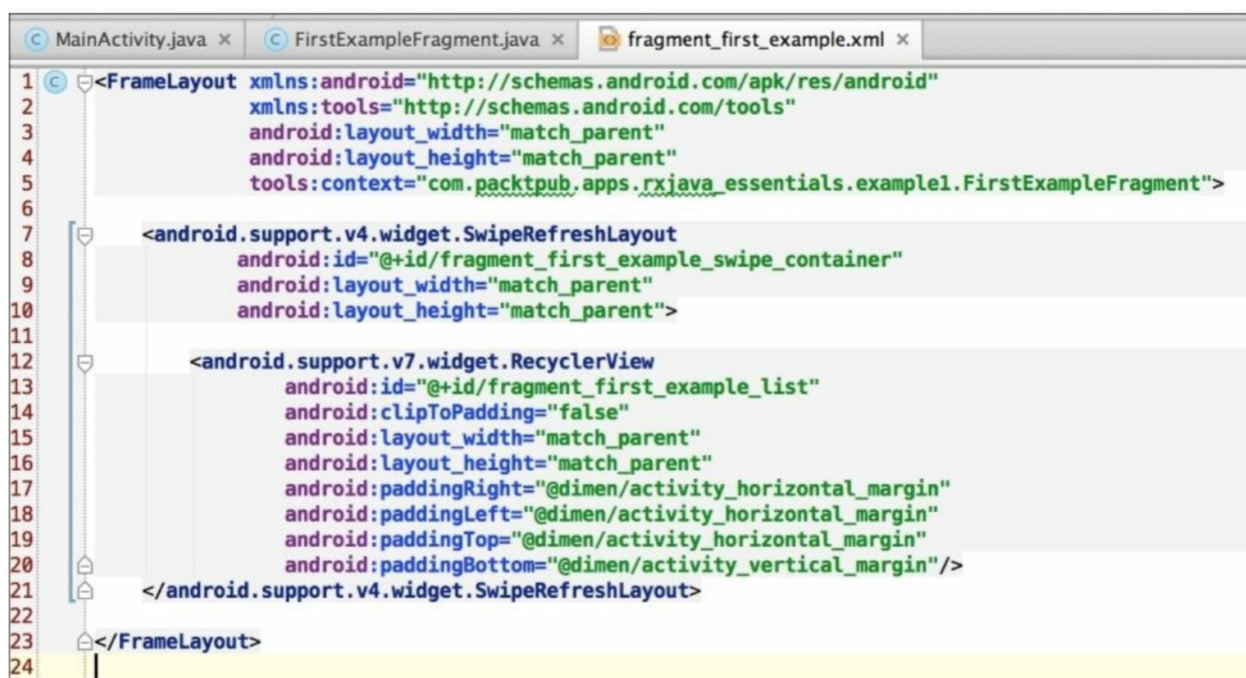 MainActivity.java × FirstExampleFragment.java × fragment_first_example.xml ×
1 <FrameLayout xmlns:android="http://schemas.android.com/apk/res/android"
2 xmlns:tools="http://schemas.android.com/tools"
3 android:layout_width="match_parent"
4 android:layout_height="match_parent"
5 tools:context="com.packtpub.apps.rxjava_essentials.example1.FirstExampleFragment">
6
7 <android.support.v4.widget.SwipeRefreshLayout
8 android:id="@+id/fragment_first_example_swipe_container"
9 android:layout_width="match_parent"
10 android:layout_height="match_parent">
11
12 <android.support.v7.widget.RecyclerView
13 android:id="@+id/fragment_first_example_list"
14 android:clipToPadding="false"
15 android:layout_width="match_parent"
16 android:layout_height="match_parent"
17 android:paddingRight="@dimen/activity_horizontal_margin"
18 android:paddingLeft="@dimen/activity_horizontal_margin"
19 android:paddingTop="@dimen/activity_horizontal_margin"
20 android:paddingBottom="@dimen/activity_vertical_margin"/>
21 </android.support.v4.widget.SwipeRefreshLayout>
22
23 </FrameLayout>
24